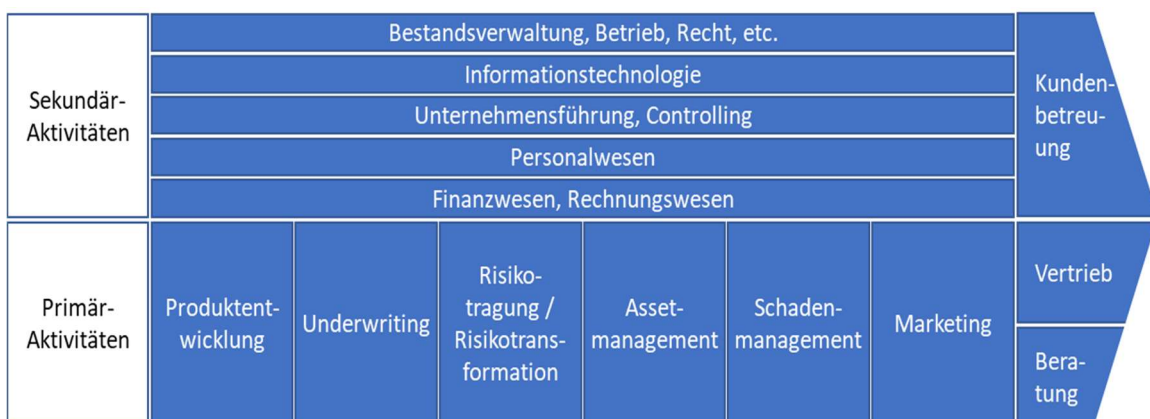 Bestandsverwaltung, Betrieb, Recht, etc.
Informationstechnologie
Sekundär-
Aktivitäten
Unternehmensführung, Controlling
Personalwesen
Finanzwesen, Rechnungswesen
Kunden-
betreu-
ung
Primär-
Aktivitäten
Produktent-
wicklung
Underwriting
Risiko-
tragung /
Risikotrans-
formation
Asset-
management
Schaden-
management
Marketing
Vertrieb
Bera-
tung